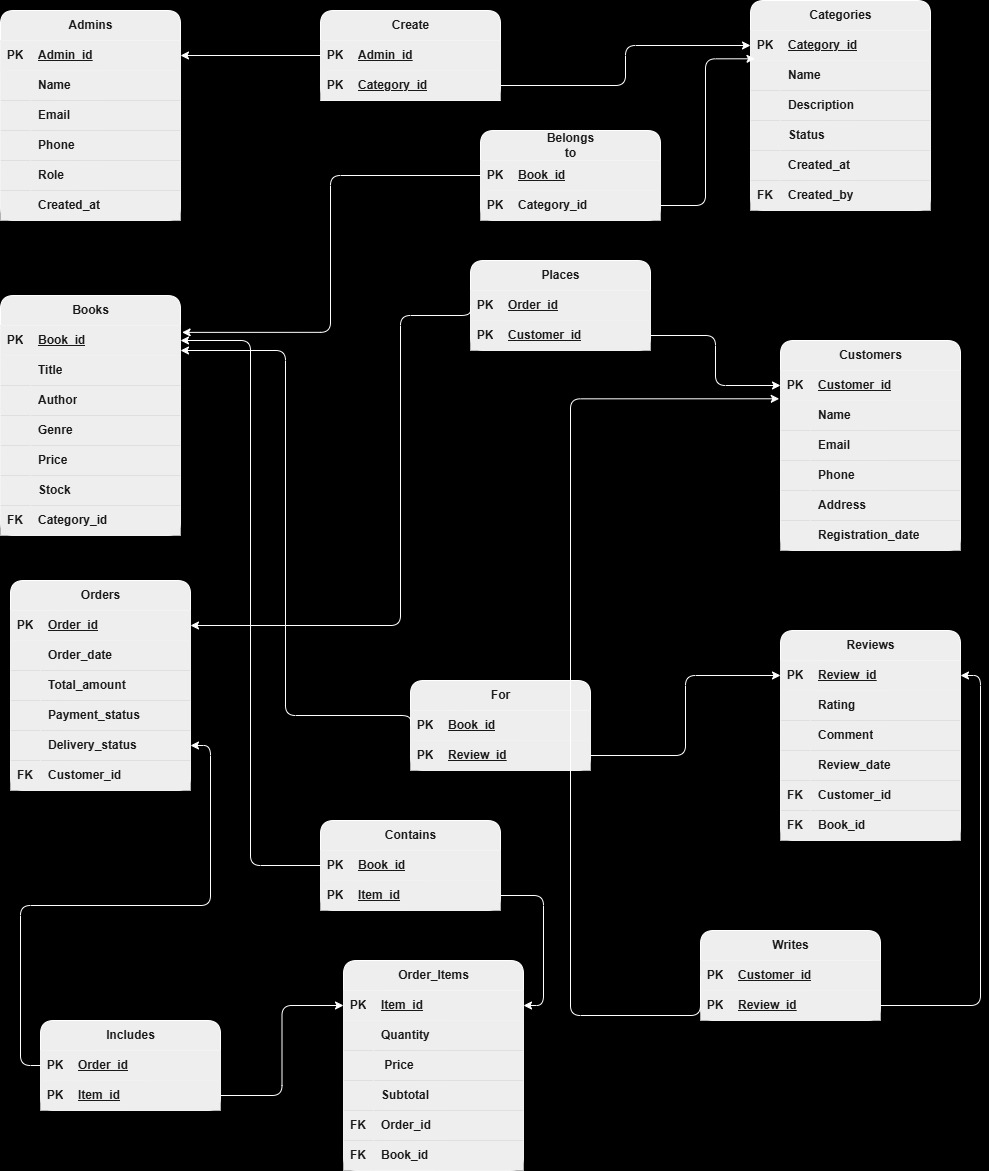 Admins
PK Admin_id
Name
Email
Phone
Role
Created_at
Create
PK Admin_id
PK Category_id
Categories
PK Category_id
Name
Description
Status
Created_at
FK Created_by
Belongs
to
PK Book_id
PK Category_id
Places
PK Order_id
PK Customer_id
Books
PK Book_id
Title
Author
Genre
Price
Stock
FK Category_id
Customers
PK Customer_id
Name
Email
Phone
Address
Registration_date
Orders
PK Order_id
Order_date
Total_amount
Payment_status
Delivery_status
FK Customer_id
For
PK Book_id
PK Review_id
Reviews
PK Review_id
Rating
Comment
Review_date
FK Customer_id
FK Book_id
Contains
PK Book_id
PK Item_id
Writes
PK Customer_id
PK Review_id
Order_Items
PK Item_id
Quantity
Price
Subtotal
FK Order_id
FK Book_id
Includes
PK Order_id
PK Item_id